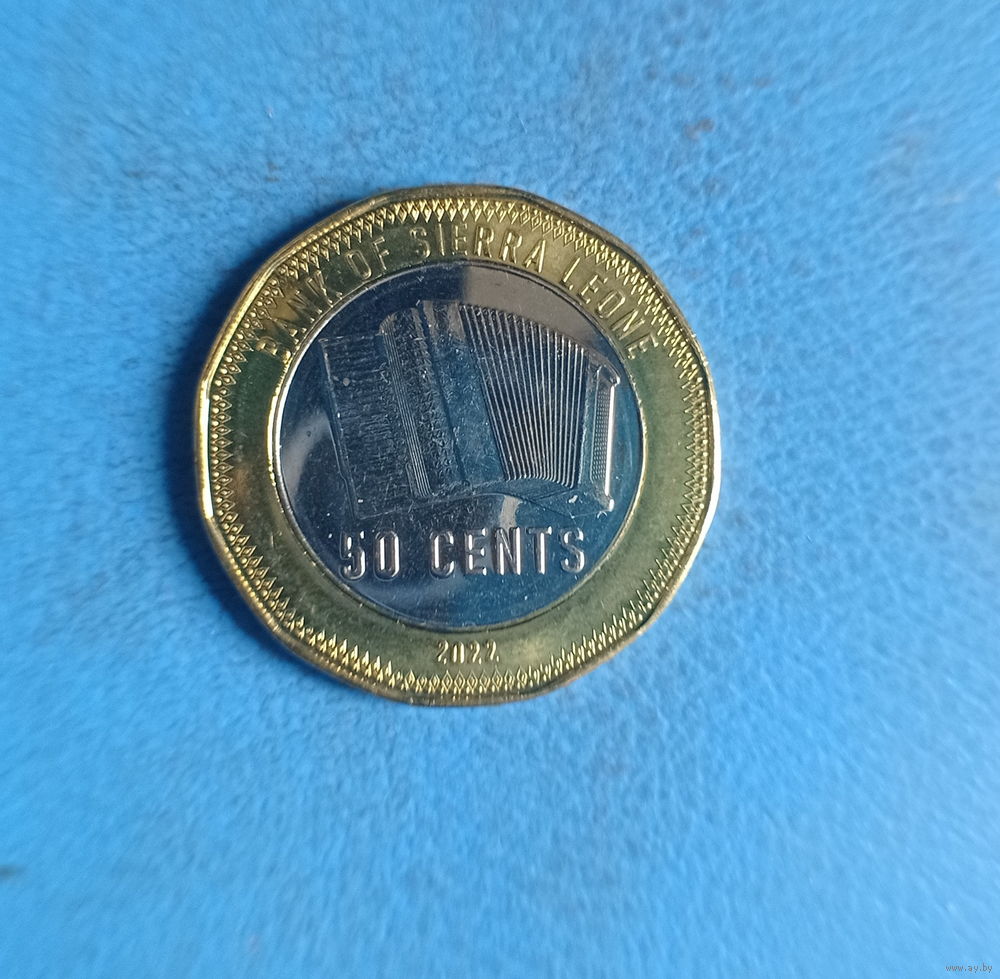 BANK OF SIERRA LEONE
50 CENTS
2022
www.ay.by